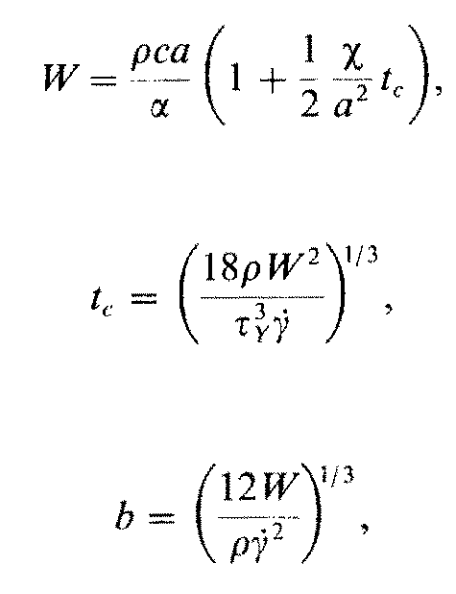 W = \frac{\rho c a}{\alpha} \left( 1 + \frac{1}{2} \frac{\chi}{a^2} t_c \right),
t_c = \left( \frac{18 \rho W^2}{\tau_Y^3 \dot{\gamma}} \right)^{1/3},
b = \left( \frac{12 W}{\rho \dot{\gamma}^2} \right)^{1/3},